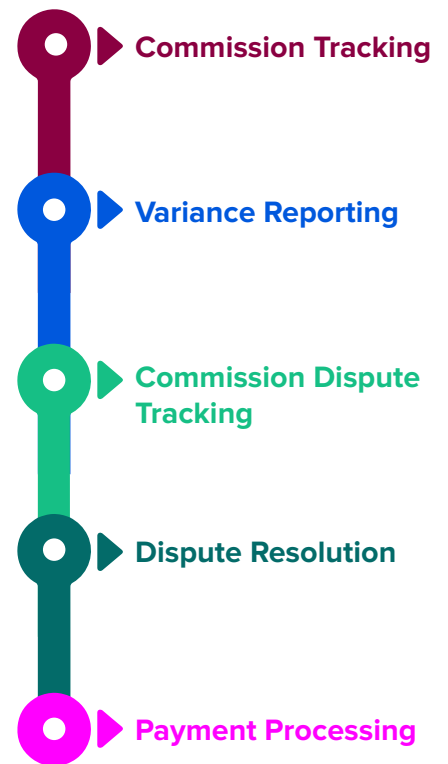 Commission Tracking
Variance Reporting
Commission Dispute
Tracking
Dispute Resolution
Payment Processing